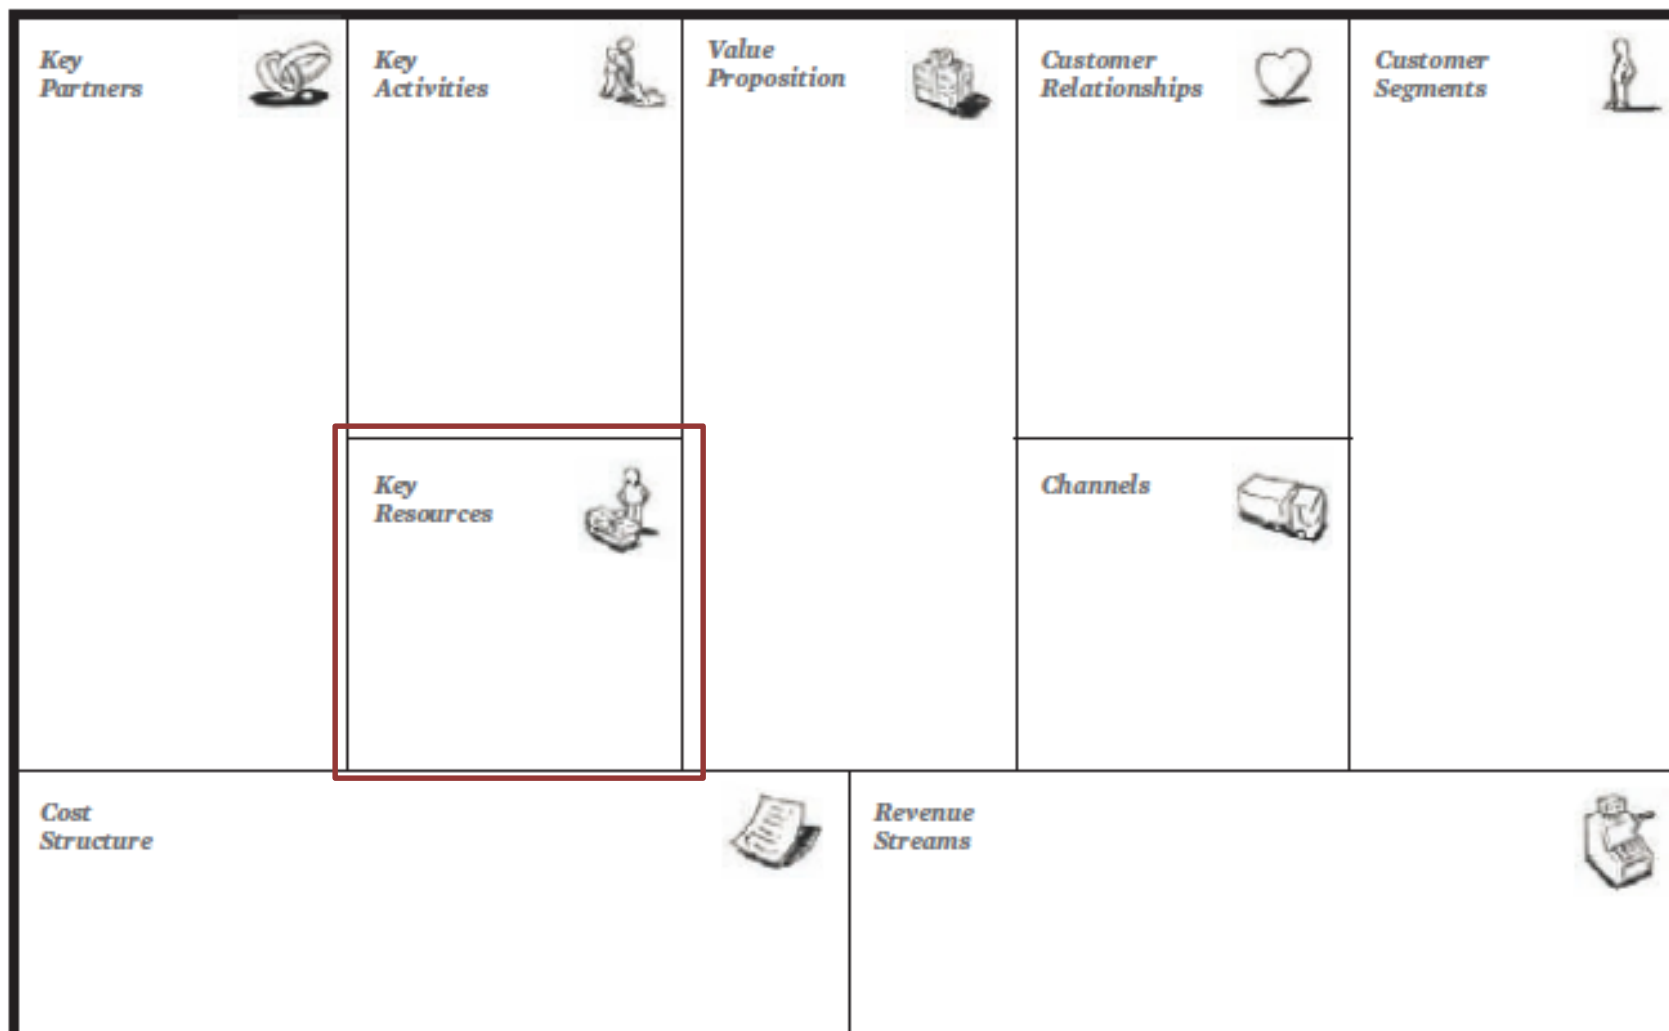 Key
Partners
Key
Activities
Value
Proposition
Customer
Relationships
Customer
Segments
Key
Resources
Channels
Cost
Structure
Revenue
Streams